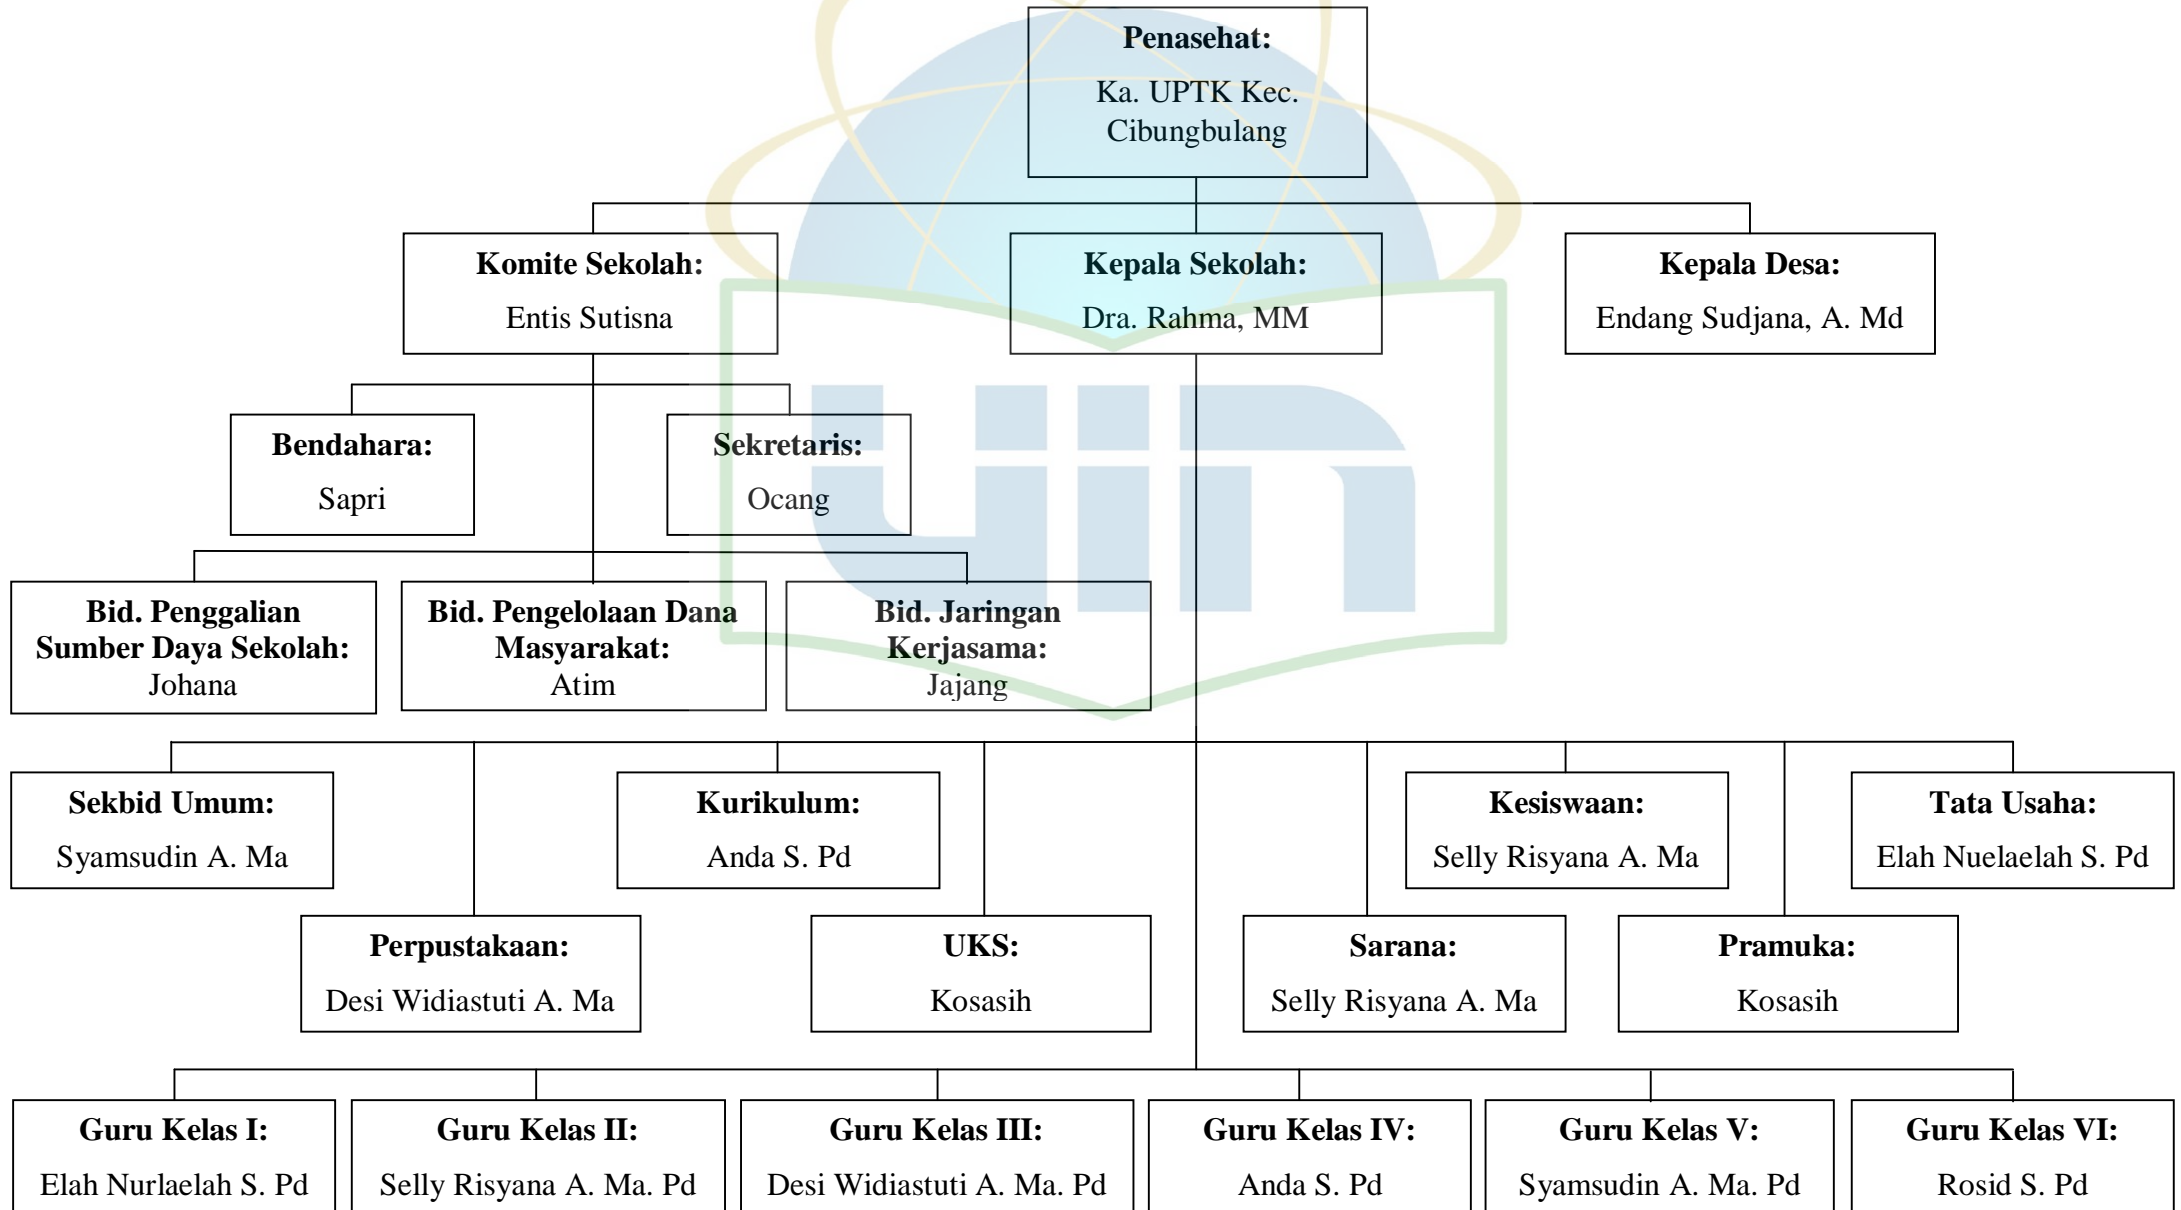 Penasehat:
Ka. UPTK Kec.
Cibungbulang
Komite Sekolah:
Entis Sutisna
Kepala Sekolah:
Dra. Rahma, MM
Kepala Desa:
Endang Sudjana, A. Md
Bendahara:
Sapri
Sekretaris:
Ocang
Bid. Penggalian
Sumber Daya Sekolah:
Johana
Bid. Pengelolaan Dana
Masyarakat:
Atim
Bid. Jaringan
Kerjasama:
Jajang
Sekbid Umum:
Syamsudin A. Ma
Kurikulum:
Anda S. Pd
Kesiswaan:
Selly Risyana A. Ma
Tata Usaha:
Elah Nuelaelah S. Pd
Perpustakaan:
Desi Widiastuti A. Ma
UKS:
Kosasih
Sarana:
Selly Risyana A. Ma
Pramuka:
Kosasih
Guru Kelas I:
Elah Nurlaelah S. Pd
Guru Kelas II:
Selly Risyana A. Ma. Pd
Guru Kelas III:
Desi Widiastuti A. Ma. Pd
Guru Kelas IV:
Anda S. Pd
Guru Kelas V:
Syamsudin A. Ma. Pd
Guru Kelas VI:
Rosid S. Pd
uin